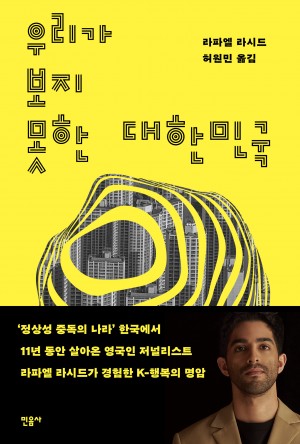 우리가
보지
못한 대한민국
라파엘 라시드
허원민 옮김
'정상성 중독의 나라' 한국에서
11년 동안 살아온 영국인 저널리스트
라파엘 라시드가 경험한 K-행복의 명암
민음사